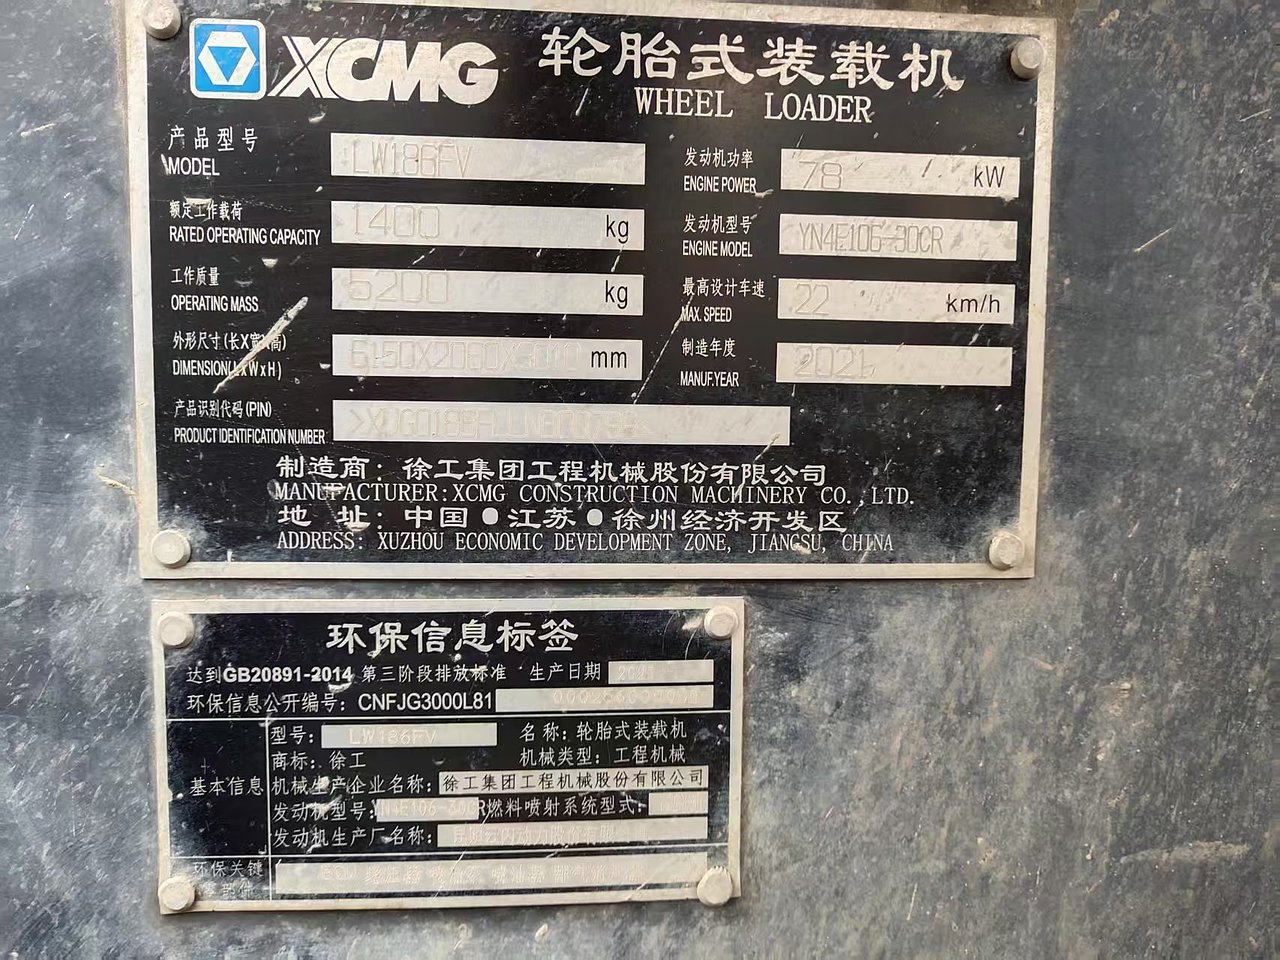 XCMG 轮胎式装载机
WHEEL LOADER
产品型号 LW186FV
MODEL
额定工作载荷 1400 kg
RATED OPERATING CAPACITY
工作质量 5200 kg
OPERATING MASS
外形尺寸(长X宽X高) mm
DIMENSION(LxWxH)
产品识别代码(PIN)
PRODUCT IDENTIFICATION NUMBER
发动机功率 78 kW
ENGINE POWER
发动机型号 YN4E106-30CR
ENGINE MODEL
最高设计车速 22 km/h
MAX. SPEED
制造年度 2021
MANUF.YEAR
制造商: 徐工集团工程机械股份有限公司
MANUFACTURER:XCMG CONSTRUCTION MACHINERY CO.,LTD.
地 址: 中国●江苏●徐州经济开发区
ADDRESS: XUZHOU ECONOMIC DEVELOPMENT ZONE, JIANGSU, CHINA
环保信息标签
达到GB20891-2014 第三阶段排放标准 生产日期
环保信息公开编号: CNFJG3000L81
基本信息
型号: LW186FV 名 称: 轮胎式装载机
商标: 徐工 机械类型: 工程机械
机械生产企业名称: 徐工集团工程机械股份有限公司
发动机型号: YN4E106-30CR 燃料喷射系统型式:
发动机生产厂名称:
环保关键
零部件